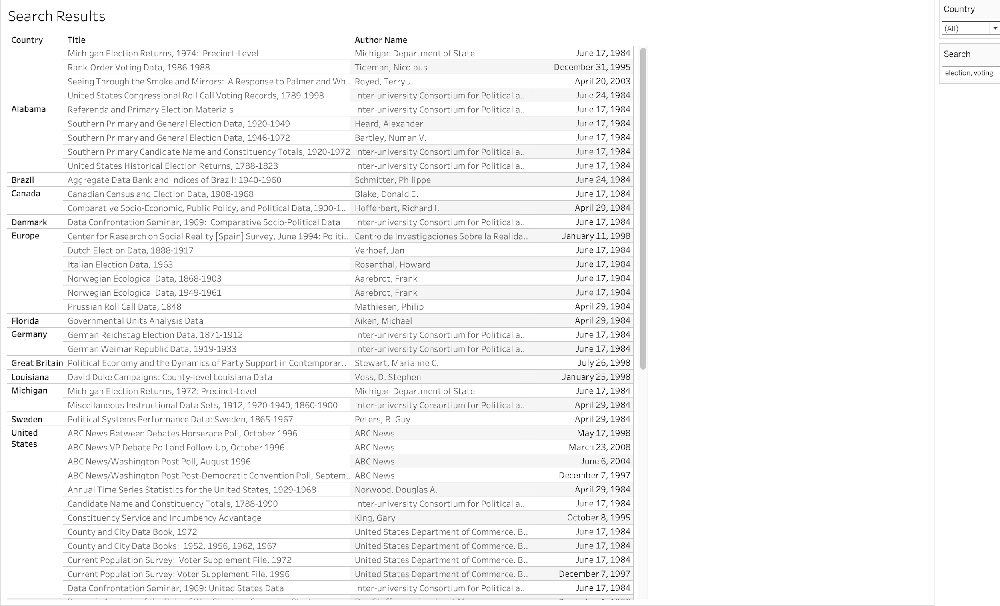 Search Results
Country Title Author Name
Michigan Election Returns, 1974: Precinct-Level Michigan Department of State June 17, 1984
Rank-Order Voting Data, 1986-1988 Tideman, Nicolaus December 31, 1995
Seeing Through the Smoke and Mirrors: A Response to Palmer and Wh.. Royed, Terry J. April 20, 2003
United States Congressional Roll Call Voting Records, 1789-1998 Inter-university Consortium for Political a.. June 24, 1984
Alabama Referenda and Primary Election Materials Inter-university Consortium for Political a.. June 17, 1984
Southern Primary and General Election Data, 1920-1949 Heard, Alexander June 17, 1984
Southern Primary and General Election Data, 1946-1972 Bartley, Numan V. June 17, 1984
Southern Primary Candidate Name and Constituency Totals, 1920-1972 Inter-university Consortium for Political a.. June 17, 1984
United States Historical Election Returns, 1788-1823 Inter-university Consortium for Political a.. June 17, 1984
Brazil Aggregate Data Bank and Indices of Brazil: 1940-1960 Schmitter, Philippe June 24, 1984
Canada Canadian Census and Election Data, 1908-1968 Blake, Donald E. June 17, 1984
Comparative Socio-Economic, Public Policy, and Political Data,1900-1.. Hofferbert, Richard I. April 29, 1984
Denmark Data Confrontation Seminar, 1969: Comparative Socio-Political Data Inter-university Consortium for Political a.. June 17, 1984
Europe Center for Research on Social Reality [Spain] Survey, June 1994: Politi.. Centro de Investigaciones Sobre la Realida.. January 11, 1998
Dutch Election Data, 1888-1917 Verhoef, Jan June 17, 1984
Italian Election Data, 1963 Rosenthal, Howard June 17, 1984
Norwegian Ecological Data, 1868-1903 Aarebrot, Frank June 17, 1984
Norwegian Ecological Data, 1949-1961 Aarebrot, Frank June 17, 1984
Prussian Roll Call Data, 1848 Mathiesen, Philip April 29, 1984
Florida Governmental Units Analysis Data Aiken, Michael April 29, 1984
Germany German Reichstag Election Data, 1871-1912 Inter-university Consortium for Political a.. June 17, 1984
German Weimar Republic Data, 1919-1933 Inter-university Consortium for Political a.. June 17, 1984
Great Britain Political Economy and the Dynamics of Party Support in Contemporar.. Stewart, Marianne C. July 26, 1998
Louisiana David Duke Campaigns: County-level Louisiana Data Voss, D. Stephen January 25, 1998
Michigan Michigan Election Returns, 1972: Precinct-Level Michigan Department of State June 17, 1984
Miscellaneous Instructional Data Sets, 1912, 1920-1940, 1860-1900 Inter-university Consortium for Political a.. April 29, 1984
Sweden Political Systems Performance Data: Sweden, 1865-1967 Peters, B. Guy April 29, 1984
United States ABC News Between Debates Horserace Poll, October 1996 ABC News May 17, 1998
ABC News VP Debate Poll and Follow-Up, October 1996 ABC News March 23, 2008
ABC News/Washington Post Poll, August 1996 ABC News June 6, 2004
ABC News/Washington Post Post-Democratic Convention Poll, Septem.. ABC News December 7, 1997
Annual Time Series Statistics for the United States, 1929-1968 Norwood, Douglas A. April 29, 1984
Candidate Name and Constituency Totals, 1788-1990 Inter-university Consortium for Political a.. June 17, 1984
Constituency Service and Incumbency Advantage King, Gary October 8, 1995
County and City Data Book, 1972 United States Department of Commerce. B.. June 17, 1984
County and City Data Books: 1952, 1956, 1962, 1967 United States Department of Commerce. B.. June 17, 1984
Current Population Survey: Voter Supplement File, 1972 United States Department of Commerce. B.. June 17, 1984
Current Population Survey: Voter Supplement File, 1996 United States Department of Commerce. B.. December 7, 1997
Data Confrontation Seminar, 1969: United States Data Inter-university Consortium for Political a.. June 17, 1984
Country
(All)
Search
election, voting